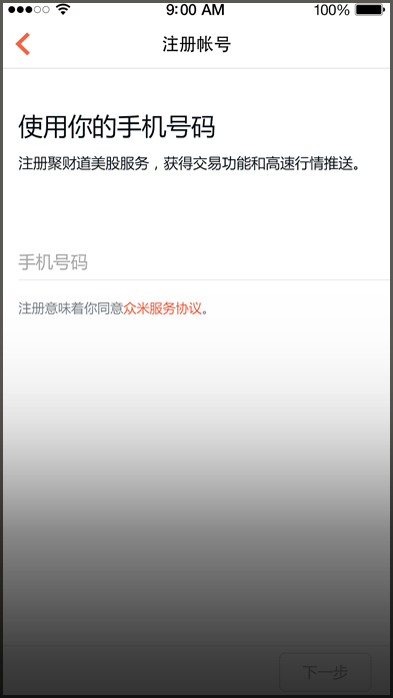 9:00 AM
100%
注册帐号
使用你的手机号码
注册聚财道美股服务，获得交易功能和高速行情推送。
手机号码
注册意味着你同意众米服务协议。
下一步